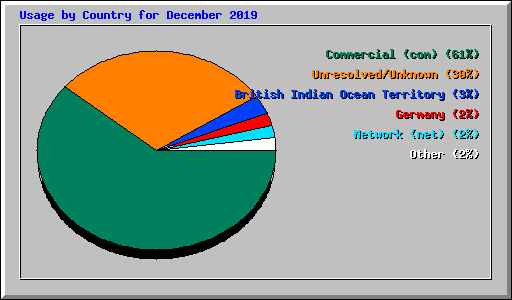 Usage by Country for December 2019
Commercial (com) (61%)
Unresolved/Unknown (30%)
British Indian Ocean Territory (3%)
Germany (2%)
Network (net) (2%)
Other (2%)